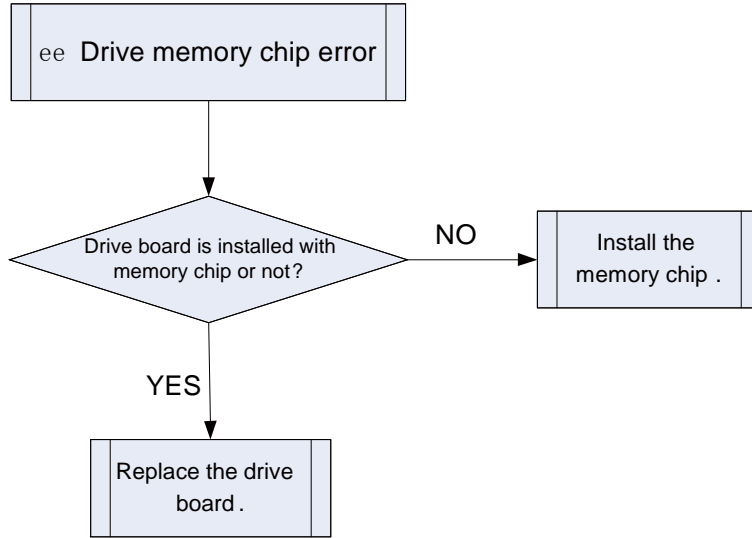 ee Drive memory chip error
Drive board is installed with
memory chip or not?
NO
Install the
memory chip .
YES
Replace the drive
board .